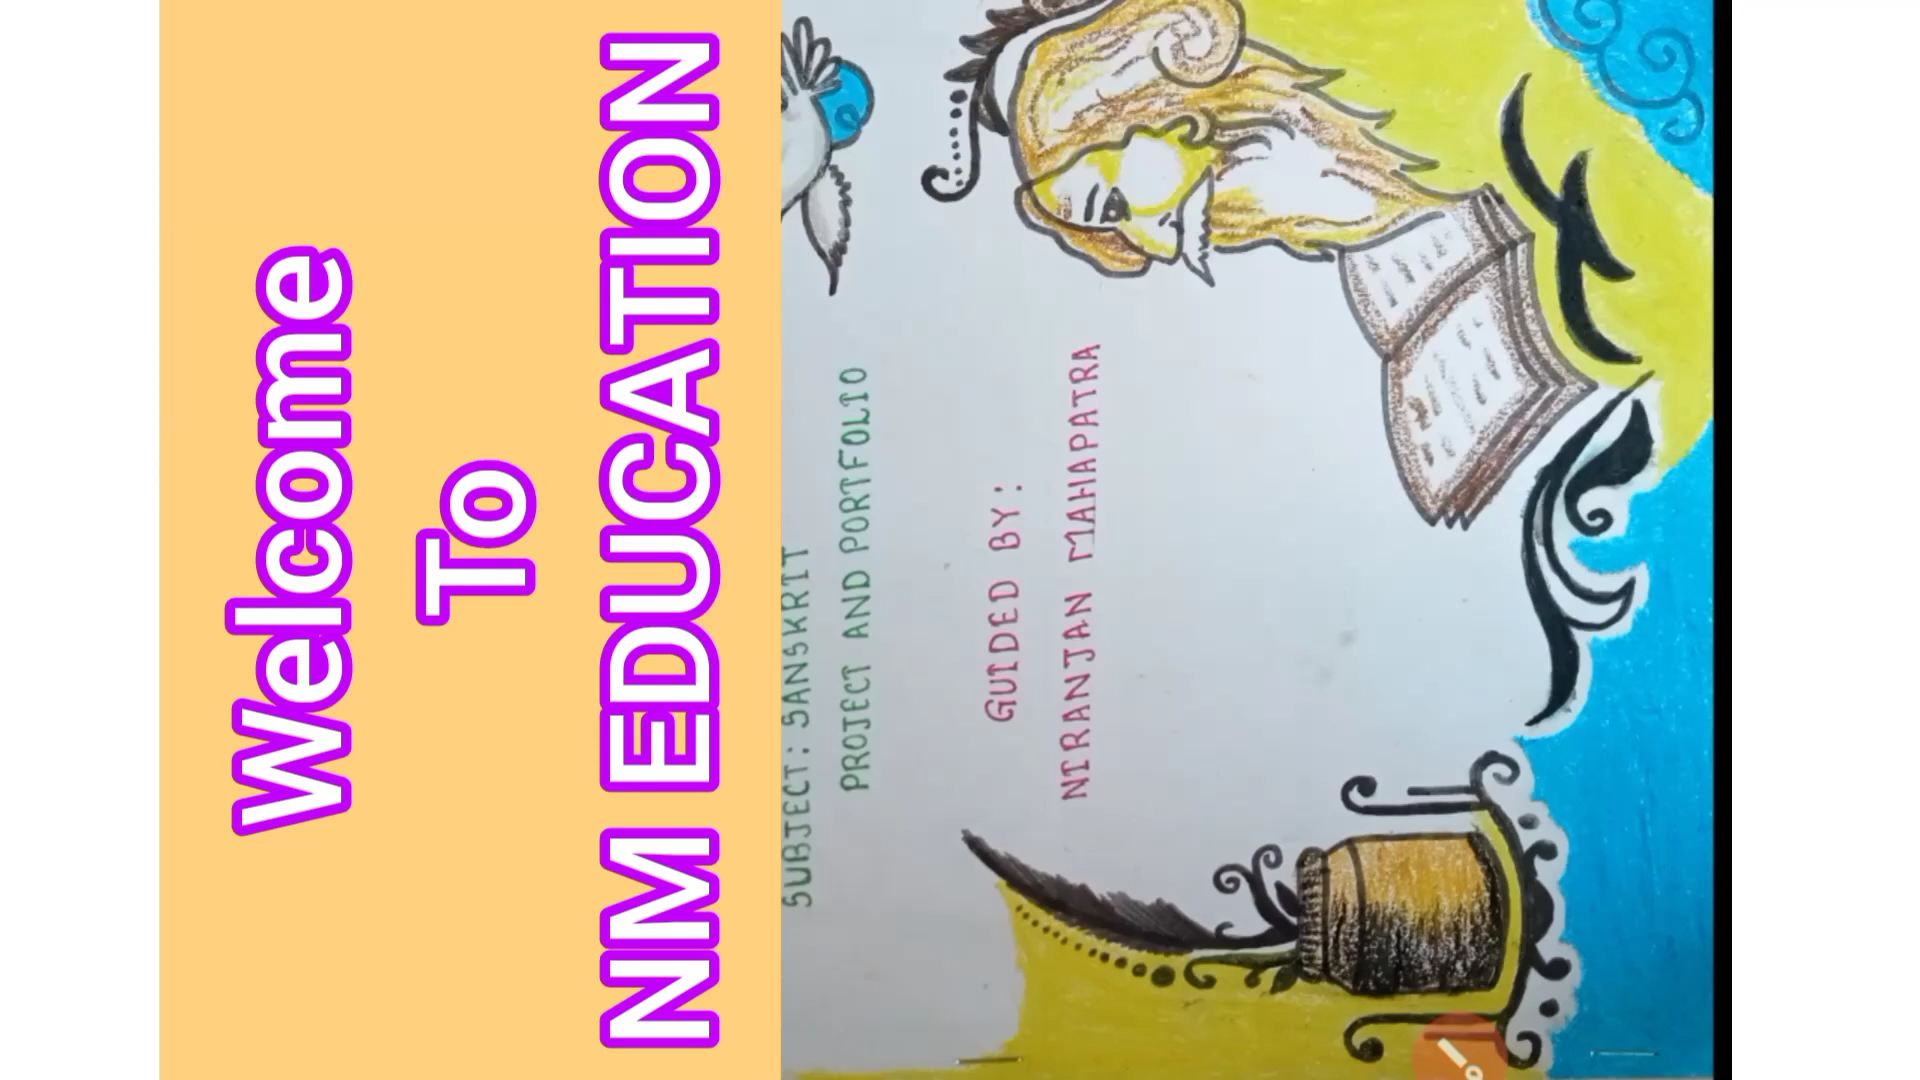 Welcome
To
NM EDUCATION
SUBJECT: SANSKRIT
PROJECT AND PORTFOLIO
GUIDED BY:
NIRANJAN MAHAPATRA